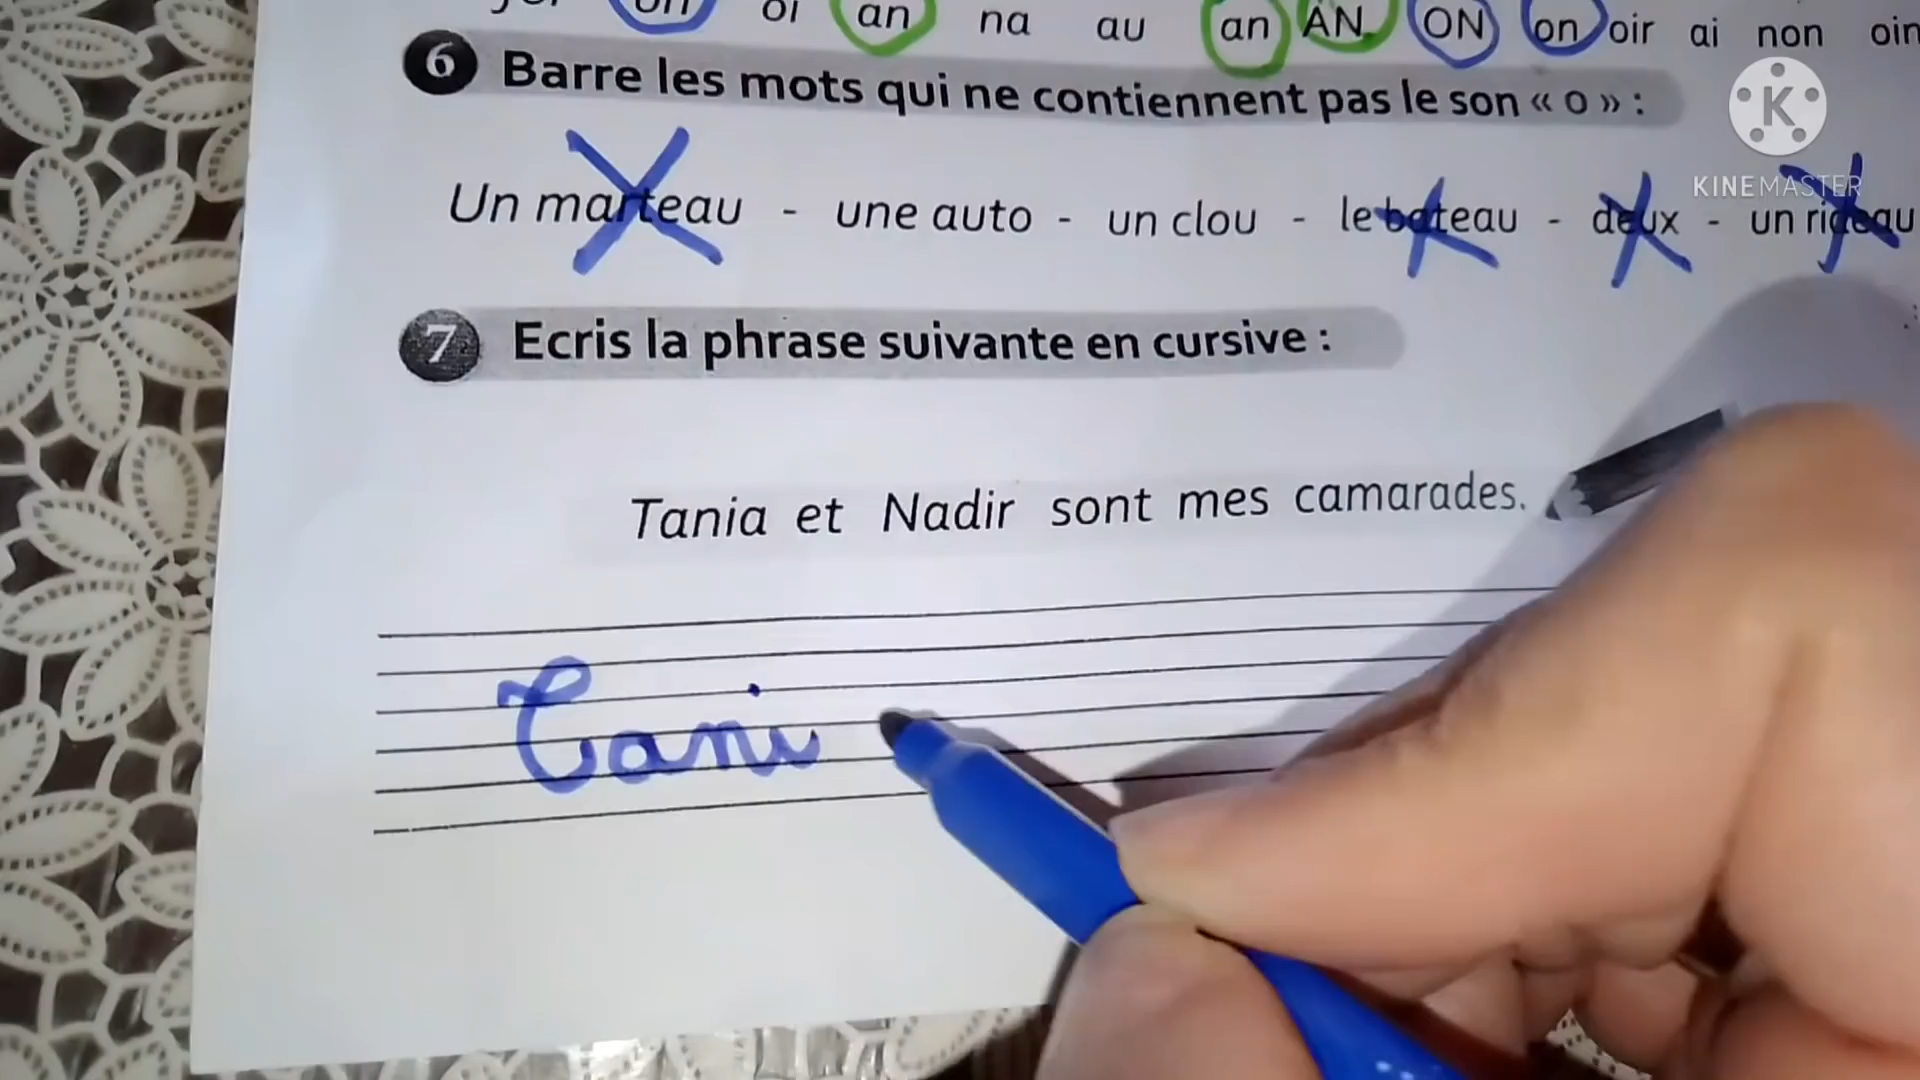 on oi an na au an AN ON on oir ai non oin
6 Barre les mots qui ne contiennent pas le son « o » :
KINEMASTER
Un marteau - une auto - un clou - le bateau - deux - un rideau
7 Ecris la phrase suivante en cursive :
Tania et Nadir sont mes camarades.
Tani